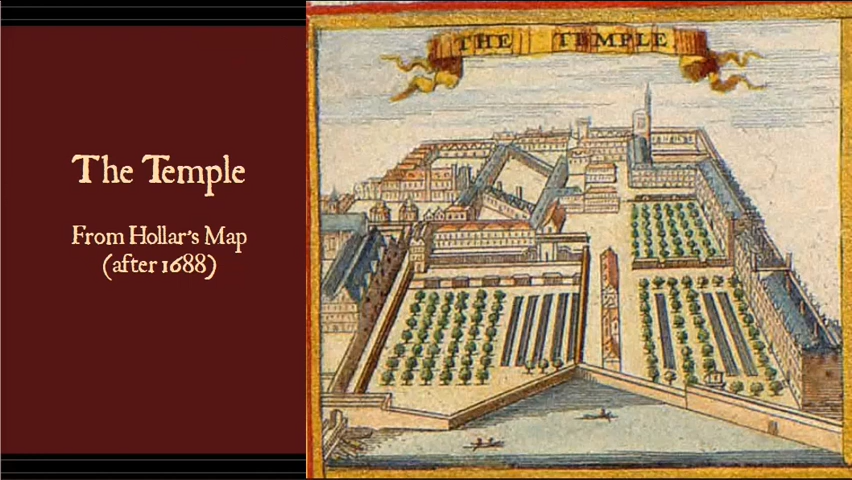 The Temple
From Hollar's Map
(after 1688)
THE TEMPLE